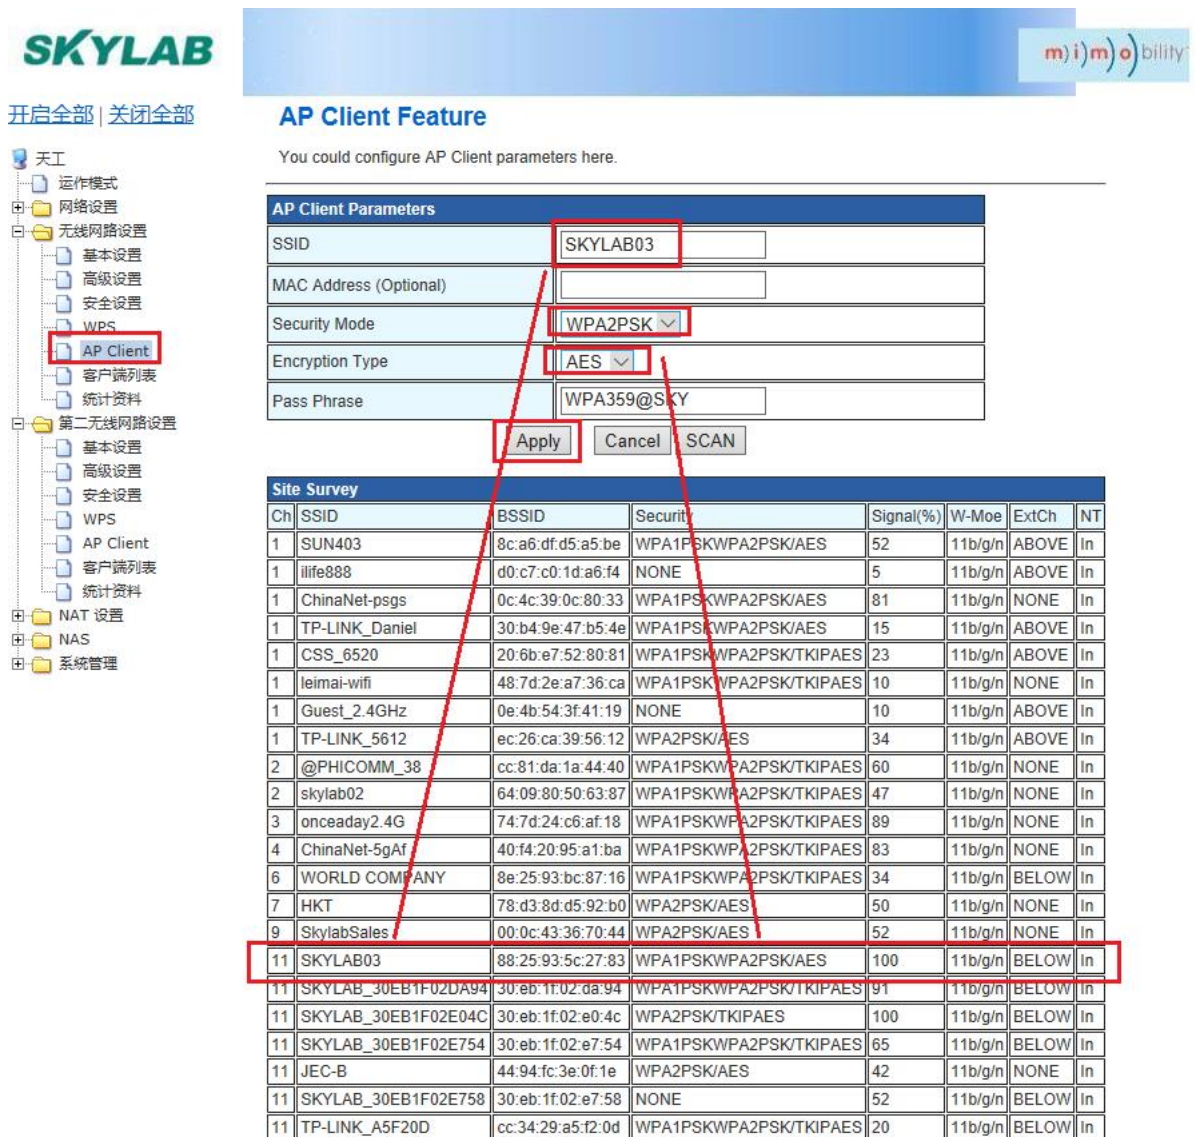 SKYLAB
m)i)m)o)bility
开启全部 | 关闭全部
天工
运作模式
网络设置
无线网路设置
基本设置
高级设置
安全设置
WPS
AP Client
客户端列表
统计资料
第二无线网路设置
基本设置
高级设置
安全设置
WPS
AP Client
客户端列表
统计资料
NAT 设置
NAS
系统管理
AP Client Feature
You could configure AP Client parameters here.
AP Client Parameters
SSID SKYLAB03
MAC Address (Optional)
Security Mode WPA2PSK
Encryption Type AES
Pass Phrase WPA359@SKY
Apply Cancel SCAN
Site Survey
Ch SSID BSSID Security Signal(%) W-Moe ExtCh NT
1 SUN403 8c:a6:df:d5:a5:be WPA1PSKWPA2PSK/AES 52 11b/g/n ABOVE In
1 ilife888 d0:c7:c0:1d:a6:f4 NONE 5 11b/g/n ABOVE In
1 ChinaNet-psgs 0c:4c:39:0c:80:33 WPA1PSKWPA2PSK/AES 81 11b/g/n NONE In
1 TP-LINK_Daniel 30:b4:9e:47:b5:4e WPA1PSKWPA2PSK/AES 15 11b/g/n ABOVE In
1 CSS_6520 20:6b:e7:52:80:81 WPA1PSKWPA2PSK/TKIPAES 23 11b/g/n ABOVE In
1 leimai-wifi 48:7d:2e:a7:36:ca WPA1PSKWPA2PSK/TKIPAES 10 11b/g/n NONE In
1 Guest_2.4GHz 0e:4b:54:3f:41:19 NONE 10 11b/g/n ABOVE In
1 TP-LINK_5612 ec:26:ca:39:56:12 WPA2PSK/AES 34 11b/g/n ABOVE In
2 @PHICOMM_38 cc:81:da:1a:44:40 WPA1PSKWPA2PSK/TKIPAES 60 11b/g/n NONE In
2 skylab02 64:09:80:50:63:87 WPA1PSKWPA2PSK/TKIPAES 47 11b/g/n NONE In
3 onceaday2.4G 74:7d:24:c6:af:18 WPA1PSKWPA2PSK/TKIPAES 89 11b/g/n NONE In
4 ChinaNet-5gAf 40:f4:20:95:a1:ba WPA1PSKWPA2PSK/TKIPAES 83 11b/g/n NONE In
6 WORLD COMPANY 8e:25:93:bc:87:16 WPA1PSKWPA2PSK/TKIPAES 34 11b/g/n BELOW In
7 HKT 78:d3:8d:d5:92:b0 WPA2PSK/AES 50 11b/g/n NONE In
9 SkylabSales 00:0c:43:36:70:44 WPA2PSK/AES 52 11b/g/n NONE In
11 SKYLAB03 88:25:93:5c:27:83 WPA1PSKWPA2PSK/AES 100 11b/g/n BELOW In
11 SKYLAB_30EB1F02DA94 30:eb:1f:02:da:94 WPA1PSKWPA2PSK/TKIPAES 91 11b/g/n BELOW In
11 SKYLAB_30EB1F02E04C 30:eb:1f:02:e0:4c WPA2PSK/TKIPAES 100 11b/g/n BELOW In
11 SKYLAB_30EB1F02E754 30:eb:1f:02:e7:54 WPA1PSKWPA2PSK/TKIPAES 65 11b/g/n BELOW In
11 JEC-B 44:94:fc:3e:0f:1e WPA2PSK/AES 42 11b/g/n NONE In
11 SKYLAB_30EB1F02E758 30:eb:1f:02:e7:58 NONE 52 11b/g/n BELOW In
11 TP-LINK_A5F20D cc:34:29:a5:f2:0d WPA1PSKWPA2PSK/TKIPAES 20 11b/g/n BELOW In